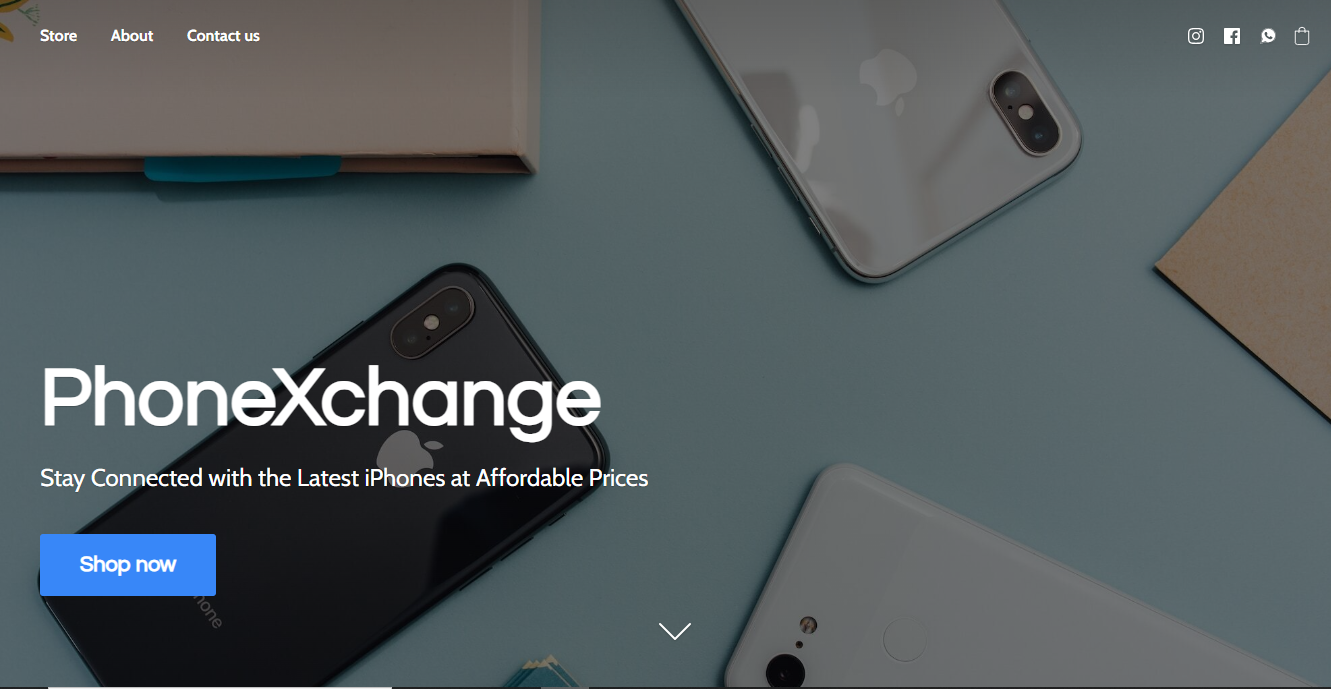 Store
About
Contact us
PhoneXchange
Stay Connected with the Latest iPhones at Affordable Prices
Shop now
hone